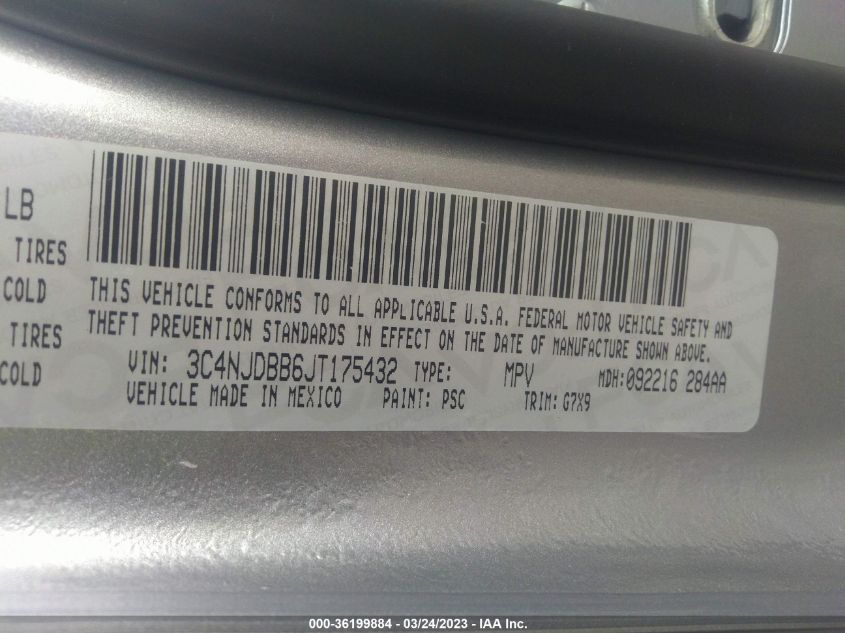 LB
TIRES
COLD
TIRES
COLD
THIS VEHICLE CONFORMS TO ALL APPLICABLE U.S.A. FEDERAL MOTOR VEHICLE SAFETY AND
THEFT PREVENTION STANDARDS IN EFFECT ON THE DATE OF MANUFACTURE SHOWN ABOVE.
VIN: 3C4NJDBB6JT175432 TYPE: MPV MDH:092216 284AA
VEHICLE MADE IN MEXICO PAINT: PSC TRIM: G7X9
000-36199884 - 03/24/2023 - IAA Inc.